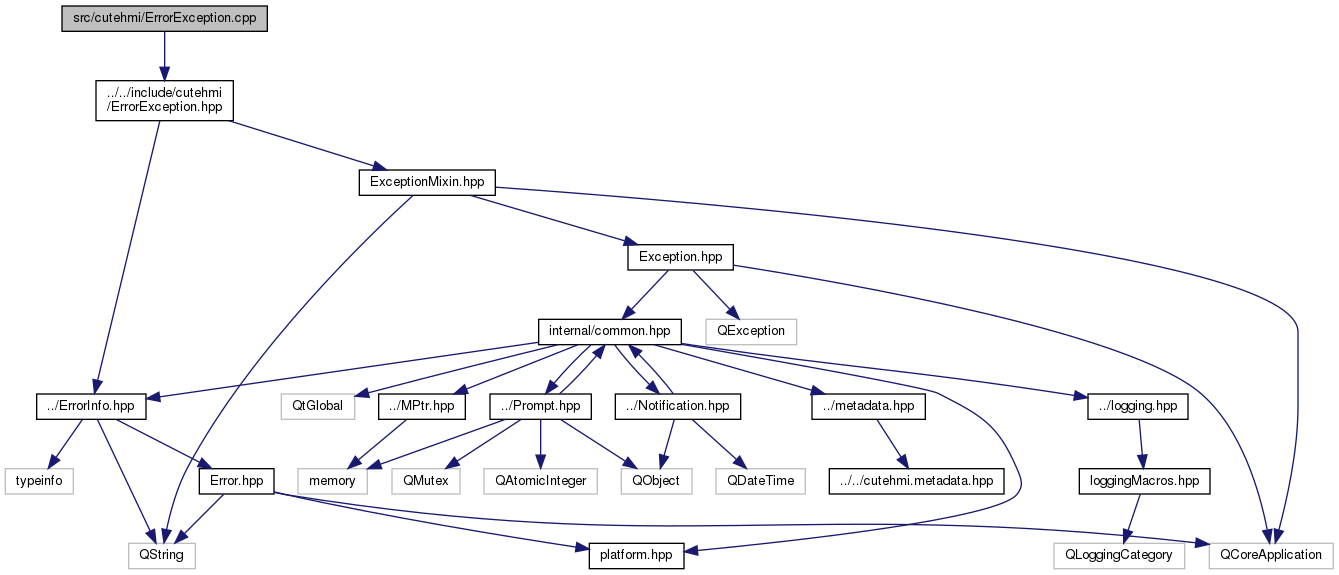 src/cutehmi/ErrorException.cpp
../../include/cutehmi
/ErrorException.hpp
ExceptionMixin.hpp
Exception.hpp
internal/common.hpp
QException
../ErrorInfo.hpp
QtGlobal
../MPtr.hpp
../Prompt.hpp
../Notification.hpp
../metadata.hpp
../logging.hpp
typeinfo
Error.hpp
memory
QMutex
QAtomicInteger
QObject
QDateTime
../../cutehmi.metadata.hpp
loggingMacros.hpp
QString
platform.hpp
QLoggingCategory
QCoreApplication